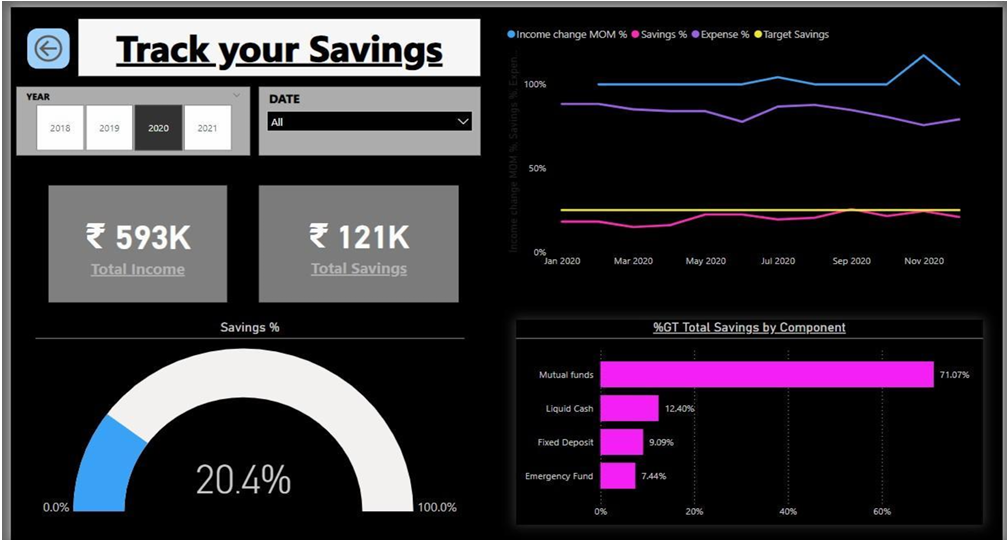 Track your Savings
YEAR
2018 2019 2020 2021
DATE
All
₹ 593K
Total Income
₹ 121K
Total Savings
Savings %
20.4%
0.0% 100.0%
Income change MOM % Savings % Expense % Target Savings
Income change MOM %, Savings %, Expen...
100%
50%
0%
Jan 2020 Mar 2020 May 2020 Jul 2020 Sep 2020 Nov 2020
%GT Total Savings by Component
Mutual funds 71.07%
Liquid Cash 12.40%
Fixed Deposit 9.09%
Emergency Fund 7.44%
0% 20% 40% 60%